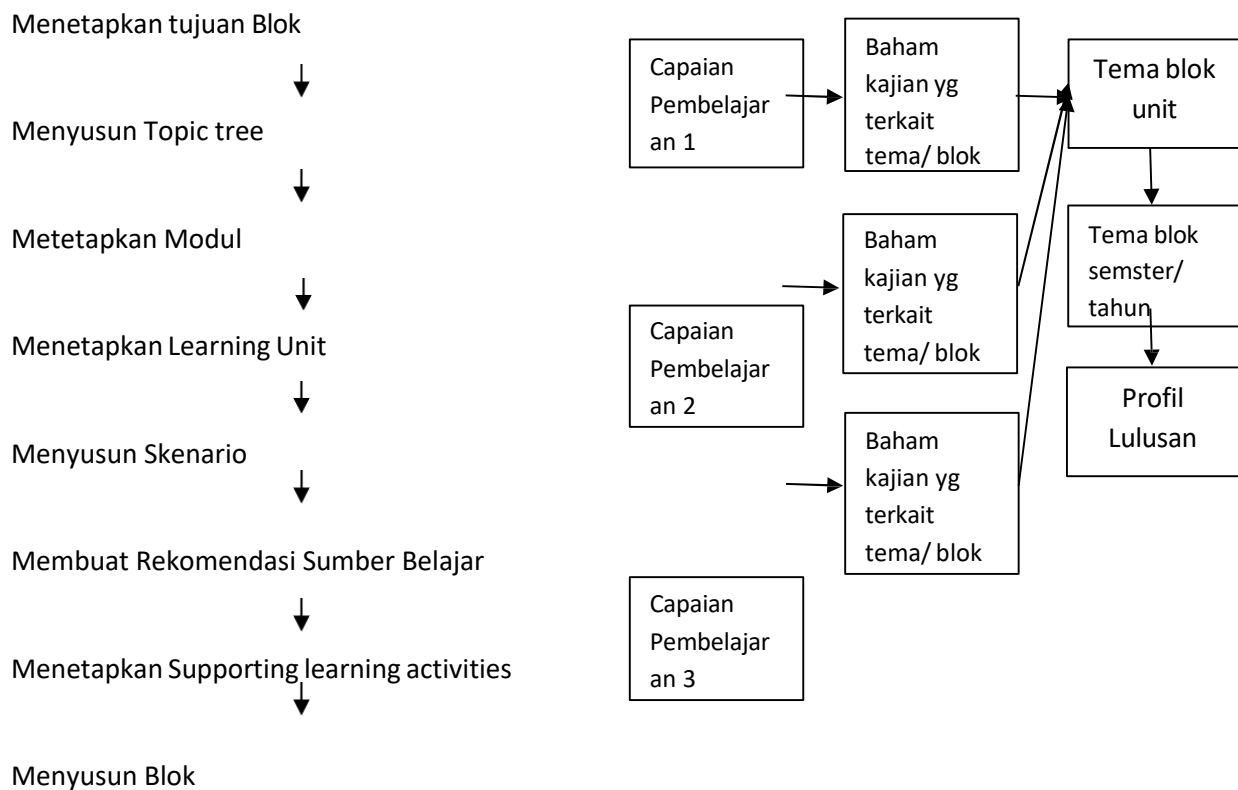 Menetapkan tujuan Blok
Menyusun Topic tree
Metetapkan Modul
Menetapkan Learning Unit
Menyusun Skenario
Membuat Rekomendasi Sumber Belajar
Menetapkan Supporting learning activities
Menyusun Blok
Capaian
Pembelajar
an 1
Baham
kajian yg
terkait
tema/ blok
Tema blok
unit
Capaian
Pembelajar
an 2
Baham
kajian yg
terkait
tema/ blok
Tema blok
semster/
tahun
Capaian
Pembelajar
an 3
Baham
kajian yg
terkait
tema/ blok
Profil
Lulusan